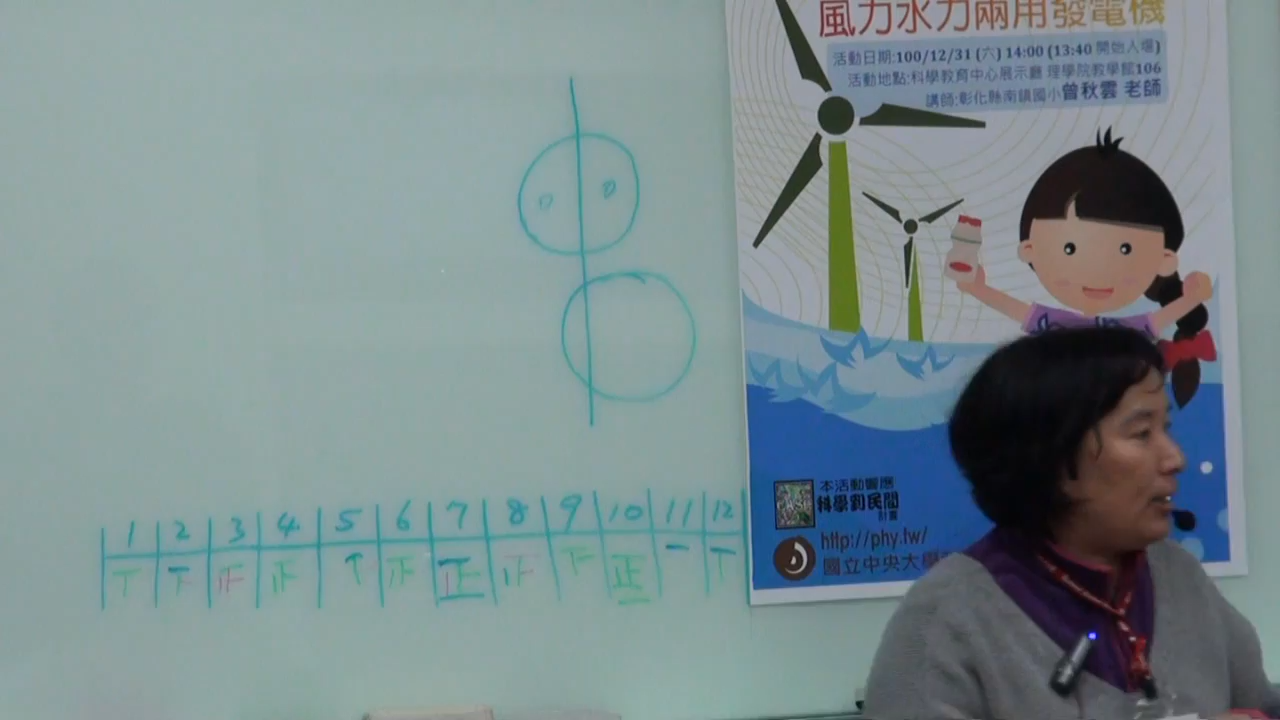 風力水力兩用發電機
活動日期:100/12/31 (六) 14:00 (13:40 開始入場)
活動地點:科學教育中心展示廳 理學院教學館106
講師:彰化縣南鎮國小曾秋雲 老師
本活動響應
科學到民間
計畫
http://phy.tw/
國立中央大學
1 2 3 4 5 6 7 8 9 10 11 12